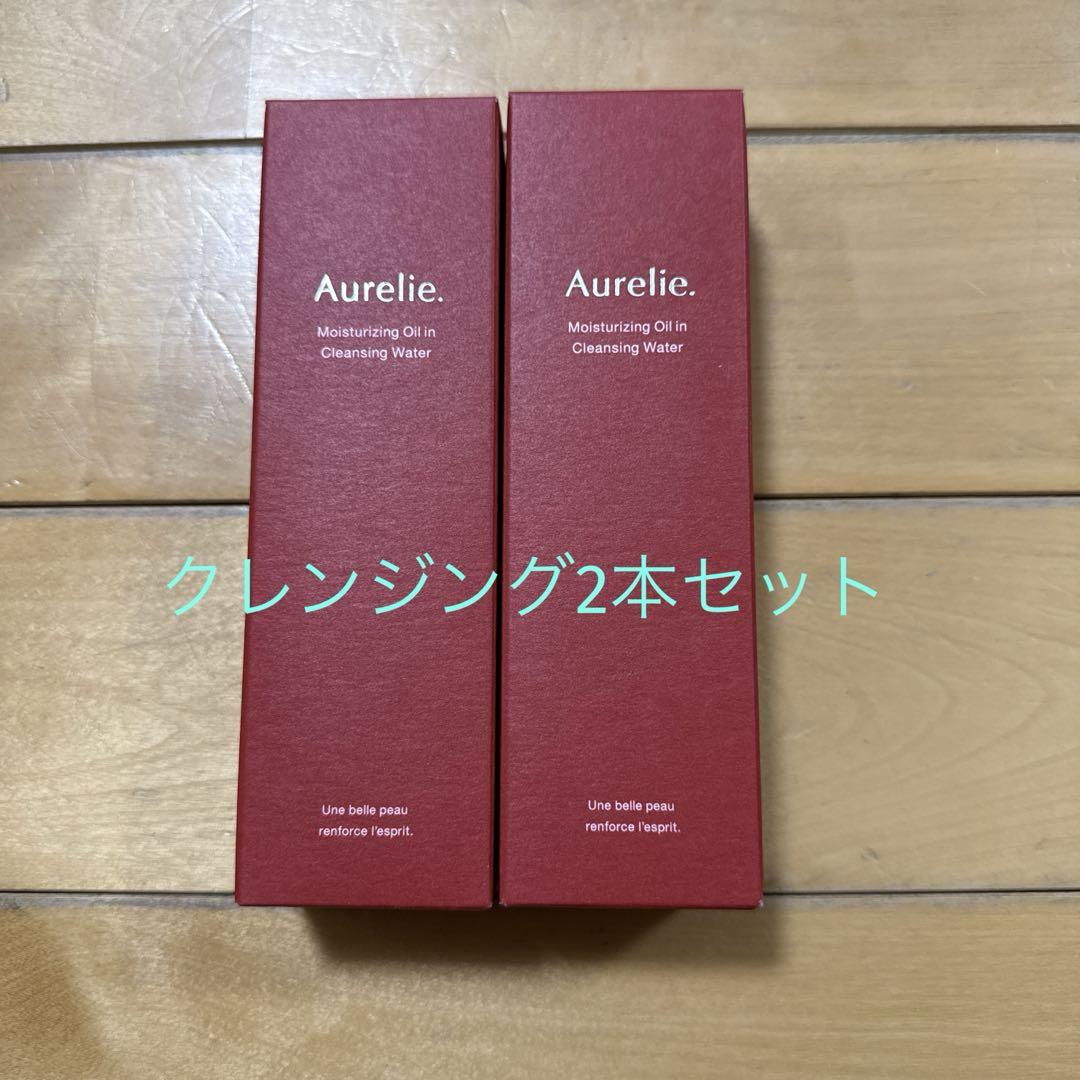 Aurelie.
Moisturizing Oil in
Cleansing Water
Aurelie.
Moisturizing Oil in
Cleansing Water
クレンジング2本セット
Une belle peau
renforce l'esprit.
Une belle peau
renforce l'esprit.